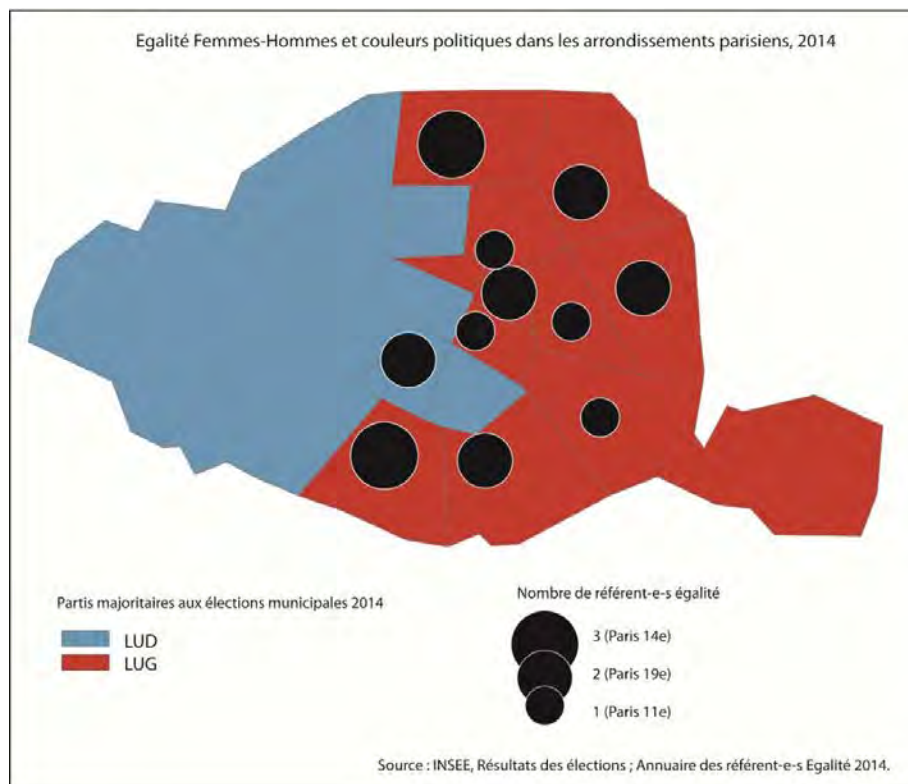 Egalité Femmes-Hommes et couleurs politiques dans les arrondissements parisiens, 2014
Partis majoritaires aux élections municipales 2014
LUD
LUG
Nombre de référent-e-s égalité
3 (Paris 14e)
2 (Paris 19e)
1 (Paris 11e)
Source : INSEE, Résultats des élections ; Annuaire des référent-e-s Egalité 2014.